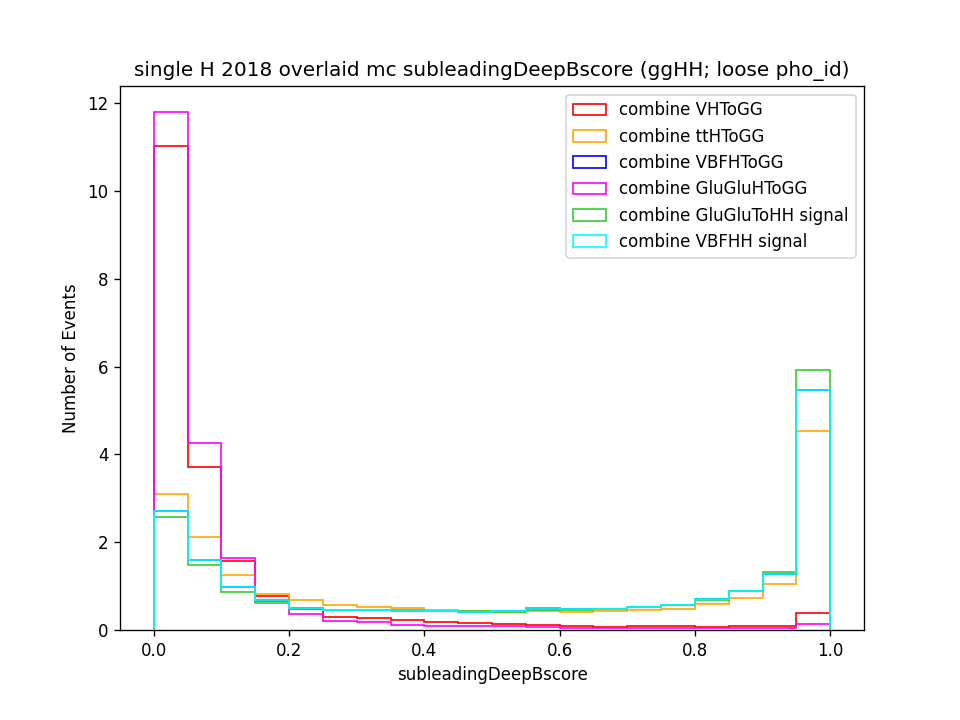 single H 2018 overlaid mc subleadingDeepBscore (ggHH; loose pho_id)
combine VHToGG
combine ttHToGG
combine VBFHToGG
combine GluGluHToGG
combine GluGluToHH signal
combine VBFHH signal
Number of Events
12
10
8
6
4
2
0
0.0 0.2 0.4 0.6 0.8 1.0
subleadingDeepBscore